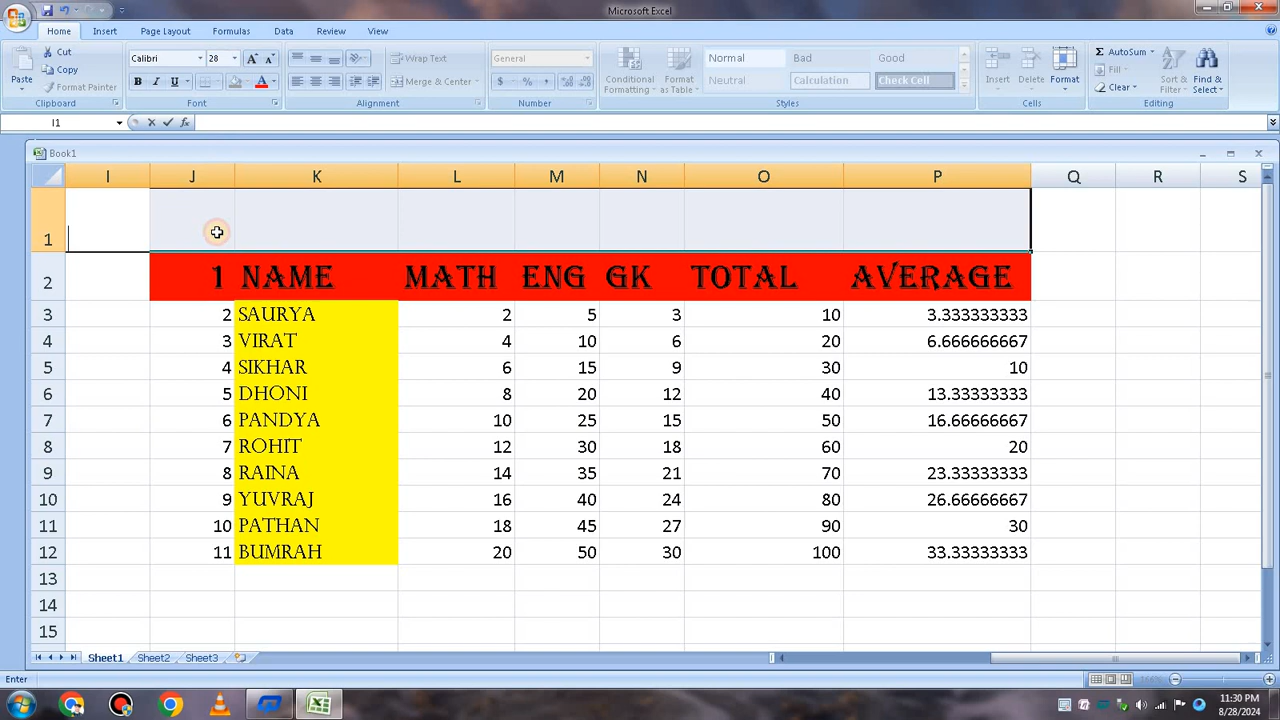 Microsoft Excel
Home Insert Page Layout Formulas Data Review View
Cut
Copy
Format Painter
Paste
Clipboard
Calibri 28
B I U
Font
Wrap Text
Merge & Center
Alignment
General
$ % ,
Number
Conditional Formatting
Format as Table
Normal Bad Good
Neutral Calculation Check Cell
Styles
Insert Delete Format
Cells
AutoSum
Fill
Clear
Sort & Filter
Find & Select
Editing
I1
Book1
I J K L M N O P Q R S
1
2 1 NAME MATH ENG GK TOTAL AVERAGE
3 2 SAURYA 2 5 3 10 3.333333333
4 3 VIRAT 4 10 6 20 6.666666667
5 4 SIKHAR 6 15 9 30 10
6 5 DHONI 8 20 12 40 13.33333333
7 6 PANDYA 10 25 15 50 16.66666667
8 7 ROHIT 12 30 18 60 20
9 8 RAINA 14 35 21 70 23.33333333
10 9 YUVRAJ 16 40 24 80 26.66666667
11 10 PATHAN 18 45 27 90 30
12 11 BUMRAH 20 50 30 100 33.33333333
13
14
15
Sheet1 Sheet2 Sheet3
Enter
11:30 PM
8/28/2024